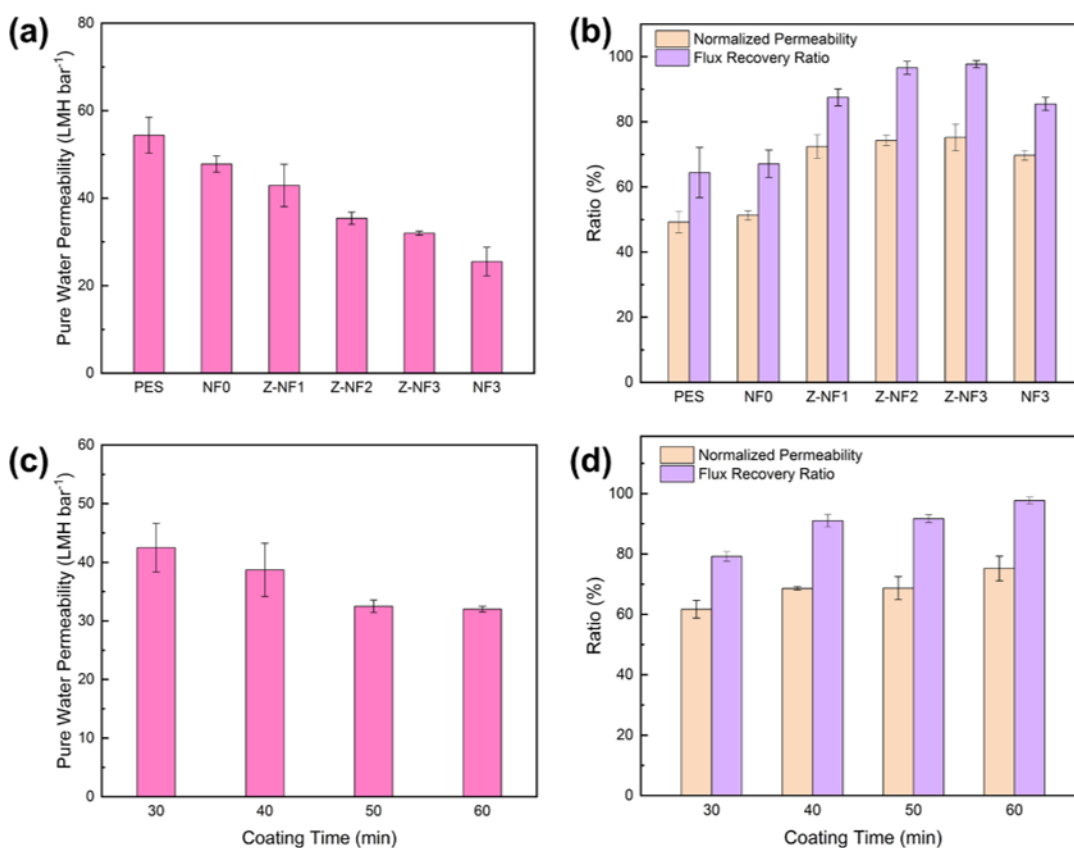 (a)
80
60
40
20
0
Pure Water Permeability (LMH bar-1)
PES NF0 Z-NF1 Z-NF2 Z-NF3 NF3
(b)
Normalized Permeability
Flux Recovery Ratio
100
80
60
40
20
0
Ratio (%)
PES NF0 Z-NF1 Z-NF2 Z-NF3 NF3
(c)
60
50
40
30
20
10
0
Pure Water Permeability (LMH bar-1)
30 40 50 60
Coating Time (min)
(d)
Normalized Permeability
Flux Recovery Ratio
100
80
60
40
20
0
Ratio (%)
30 40 50 60
Coating Time (min)